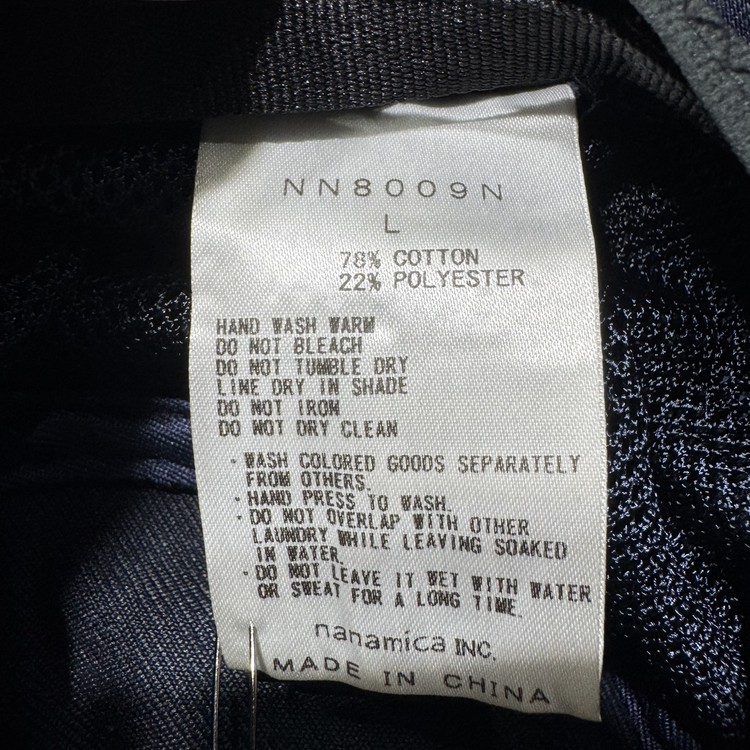 NN8009N
L
78% COTTON
22% POLYESTER
HAND WASH WARM
DO NOT BLEACH
DO NOT TUMBLE DRY
LINE DRY IN SHADE
DO NOT IRON
DO NOT DRY CLEAN
・WASH COLORED GOODS SEPARATELY
FROM OTHERS.
・HAND PRESS TO WASH.
・DO NOT OVERLAP WITH OTHER
LAUNDRY WHILE LEAVING SOAKED
IN WATER.
・DO NOT LEAVE IT WET WITH WATER
OR SWEAT FOR A LONG TIME.
nanamica INC.
MADE IN CHINA